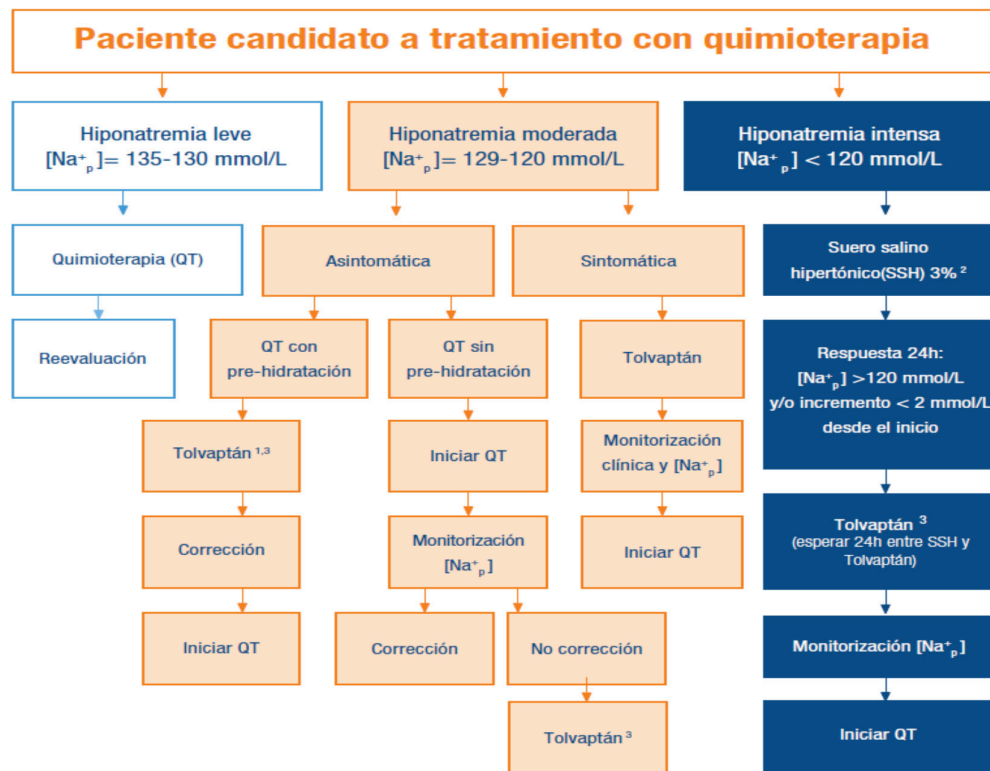 Paciente candidato a tratamiento con quimioterapia
Hiponatremia leve
[Na⁺ₚ]= 135-130 mmol/L
Hiponatremia moderada
[Na⁺ₚ]= 129-120 mmol/L
Hiponatremia intensa
[Na⁺ₚ] < 120 mmol/L
Quimioterapia (QT)
Asintomática
Sintomática
Suero salino
hipertónico(SSH) 3% ²
Reevaluación
QT con
pre-hidratación
QT sin
pre-hidratación
Tolvaptán
Respuesta 24h:
[Na⁺ₚ] >120 mmol/L
y/o incremento < 2 mmol/L
desde el inicio
Tolvaptán ¹,³
Iniciar QT
Monitorización
clínica y [Na⁺ₚ]
Tolvaptán ³
(esperar 24h entre SSH y
Tolvaptán)
Corrección
Monitorización
[Na⁺ₚ]
Iniciar QT
Iniciar QT
Corrección
No corrección
Monitorización [Na⁺ₚ]
Tolvaptán ³
Iniciar QT